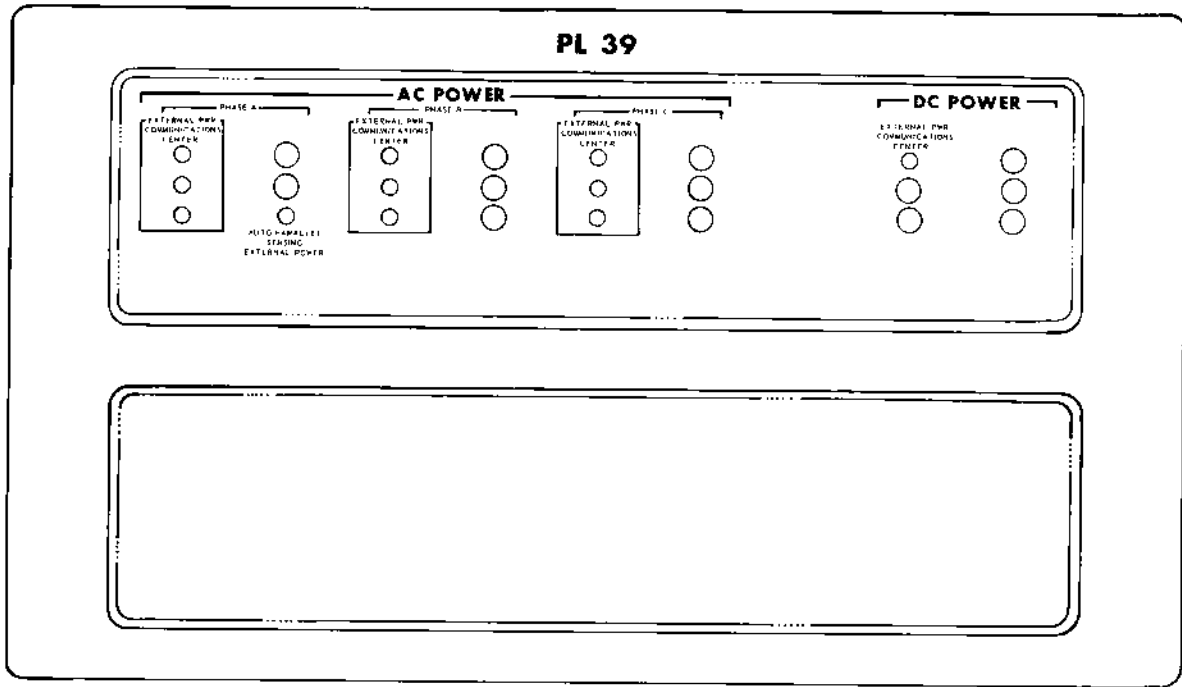 PL 39
AC POWER
DC POWER
PHASE A
PHASE B
PHASE C
EXTERNAL PWR
COMMUNICATIONS
CENTER
EXTERNAL PWR
COMMUNICATIONS
CENTER
EXTERNAL PWR
COMMUNICATIONS
CENTER
EXTERNAL PWR
COMMUNICATIONS
CENTER
AUTO PARALLEL
SENSING
EXTERNAL POWER